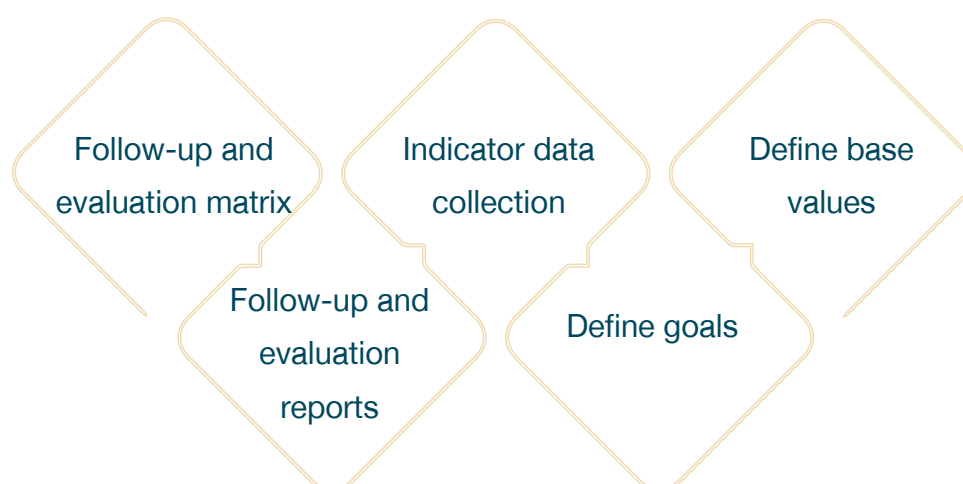 Follow-up and
evaluation matrix
Indicator data
collection
Define base
values
Follow-up and
evaluation
reports
Define goals